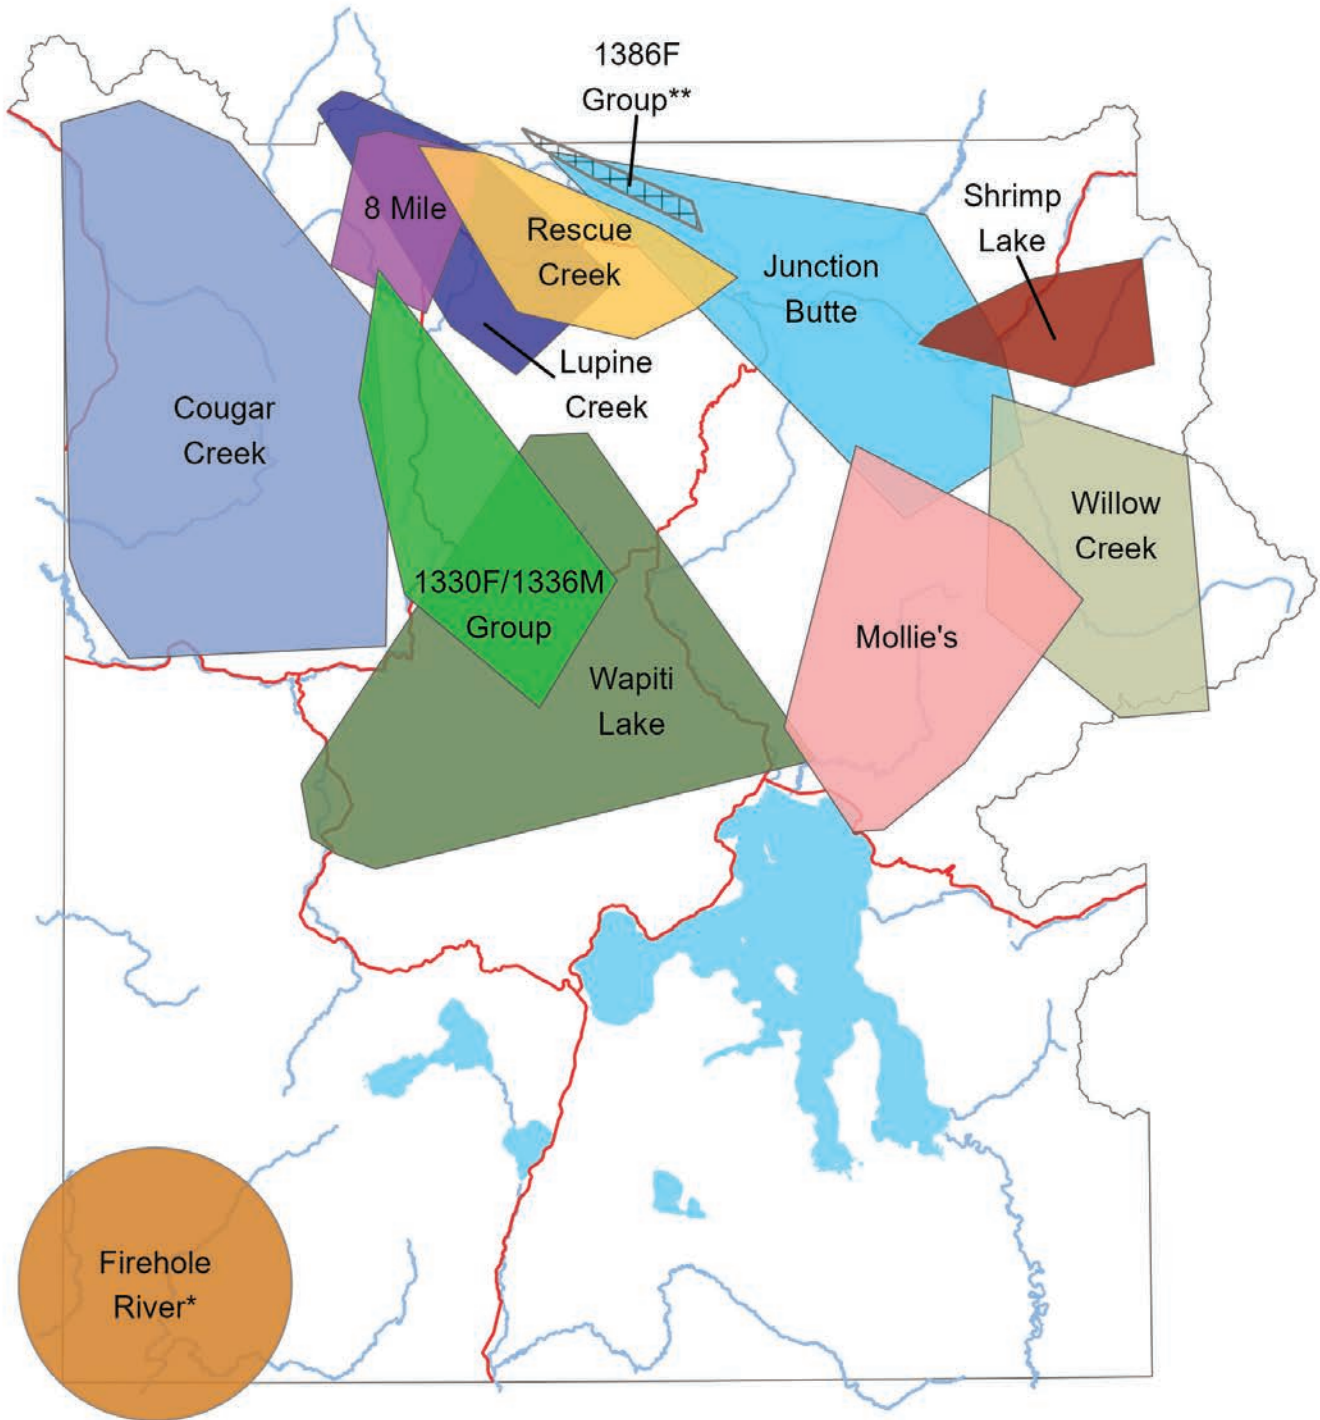 1386F
Group**
Shrimp
Lake
8 Mile
Rescue
Creek
Junction
Butte
Lupine
Creek
Cougar
Creek
Willow
Creek
1330F/1336M
Group
Mollie's
Wapiti
Lake
Firehole
River*